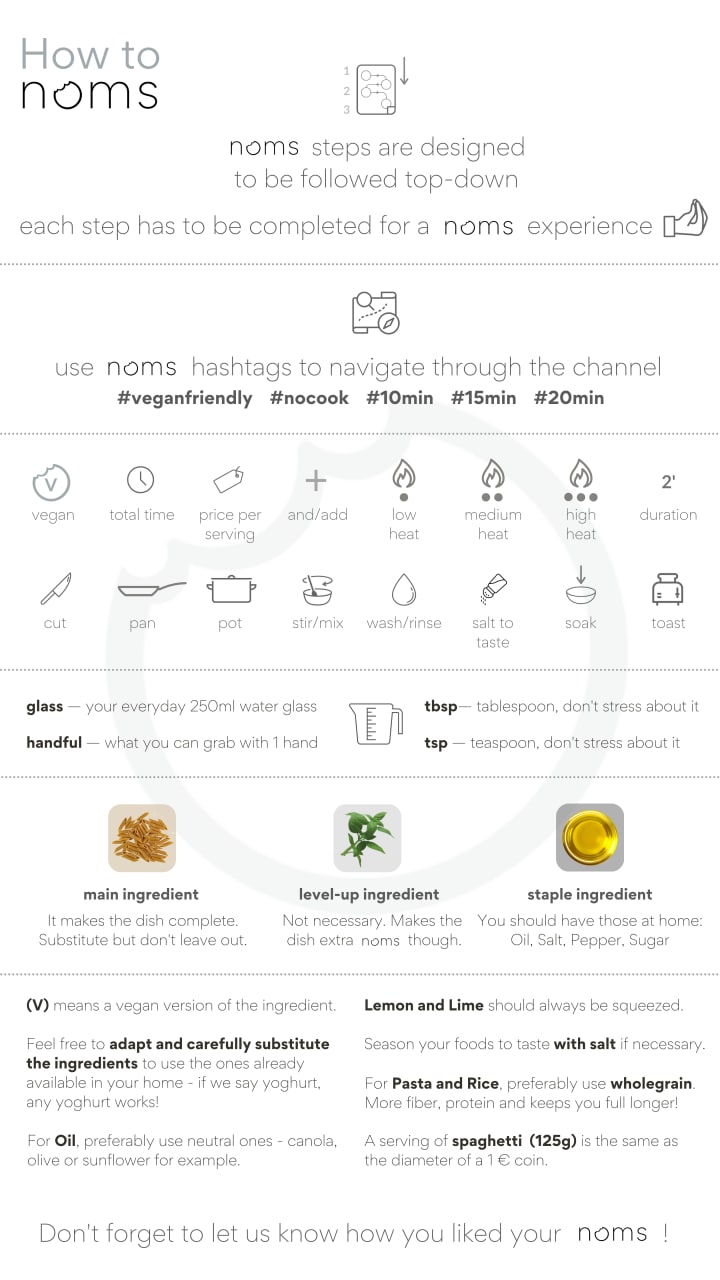 How to
noms
1
2
3
noms steps are designed
to be followed top-down
each step has to be completed for a noms experience
use noms hashtags to navigate through the channel
#veganfriendly #nocook #10min #15min #20min
V
2'
vegan
total time
price per
serving
and/add
low
heat
medium
heat
high
heat
duration
cut
pan
pot
stir/mix
wash/rinse
salt to
taste
soak
toast
glass — your everyday 250ml water glass
handful — what you can grab with 1 hand
tbsp— tablespoon, don't stress about it
tsp — teaspoon, don't stress about it
main ingredient
It makes the dish complete.
Substitute but don't leave out.
level-up ingredient
Not necessary. Makes the
dish extra noms though.
staple ingredient
You should have those at home:
Oil, Salt, Pepper, Sugar
(V) means a vegan version of the ingredient.
Feel free to adapt and carefully substitute
the ingredients to use the ones already
available in your home - if we say yoghurt,
any yoghurt works!
For Oil, preferably use neutral ones - canola,
olive or sunflower for example.
Lemon and Lime should always be squeezed.
Season your foods to taste with salt if necessary.
For Pasta and Rice, preferably use wholegrain.
More fiber, protein and keeps you full longer!
A serving of spaghetti (125g) is the same as
the diameter of a 1 € coin.
Don't forget to let us know how you liked your noms !